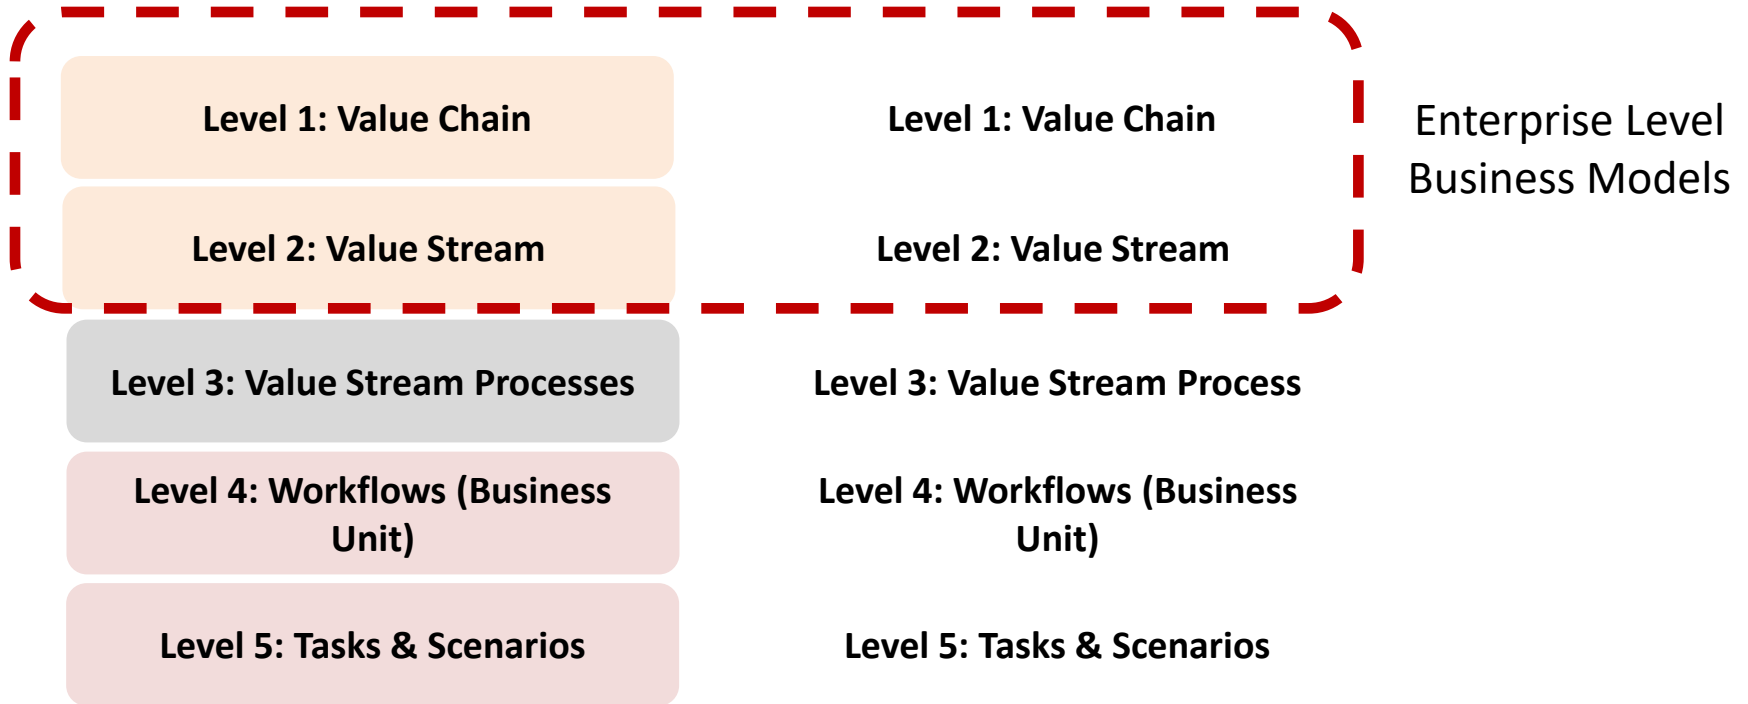 Level 1: Value Chain
Level 1: Value Chain
Enterprise Level
Business Models
Level 2: Value Stream
Level 2: Value Stream
Level 3: Value Stream Processes
Level 3: Value Stream Process
Level 4: Workflows (Business
Unit)
Level 4: Workflows (Business
Unit)
Level 5: Tasks & Scenarios
Level 5: Tasks & Scenarios